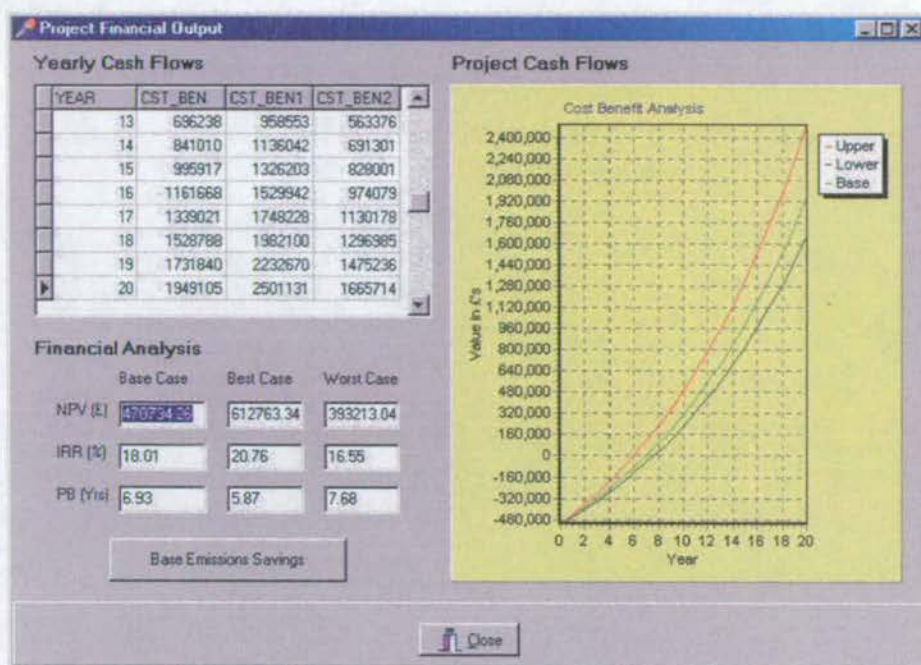 Project Financial Output
Yearly Cash Flows
YEAR CST_BEN CST_BEN1 CST_BEN2
13 696238 958553 563376
14 841010 1136042 691301
15 995917 1326203 828001
16 1161668 1529942 974079
17 1339021 1748228 1130178
18 1528788 1982100 1296985
19 1731840 2232670 1475236
20 1949105 2501131 1665714
Financial Analysis
Base Case Best Case Worst Case
NPV (£) 470734.26 612763.34 393213.04
IRR (%) 18.01 20.76 16.55
PB (Yrs) 6.93 5.87 7.68
Base Emissions Savings
Project Cash Flows
Cost Benefit Analysis
Upper
Lower
Base
Value in £'s
2,400,000
2,240,000
2,080,000
1,920,000
1,760,000
1,600,000
1,440,000
1,280,000
1,120,000
960,000
800,000
640,000
480,000
320,000
160,000
0
-160,000
-320,000
-480,000
0 2 4 6 8 10 12 14 16 18 20
Year
Close